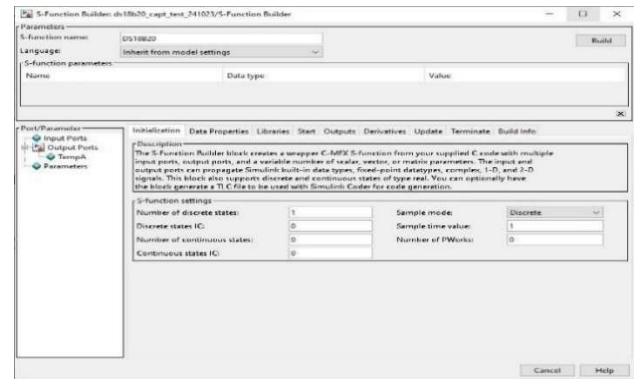 S-Function Builder: ds18b20_capt_test_241023/S-Function Builder
Parameters
S-function name: DS18B20 Build
Language: Inherit from model settings
S-function parameters
Name Data type Value
Port/Parameter
Input Ports
Output Ports
TempA
Parameters
Initialization Data Properties Libraries Start Outputs Derivatives Update Terminate Build Info
Description
The S-Function Builder block creates a wrapper C-MEX S-function from your supplied C code with multiple
input ports, output ports, and a variable number of scalar, vector, or matrix parameters. The input and
output ports can propagate Simulink built-in data types, fixed-point datatypes, complex, 1-D, and 2-D
signals. This block also supports discrete and continuous states of type real. You can optionally have
the block generate a TLC file to be used with Simulink Coder for code generation.
S-function settings
Number of discrete states: 1 Sample mode: Discrete
Discrete states IC: 0 Sample time value: 1
Number of continuous states: 0 Number of PWorks: 0
Continuous states IC: 0
Cancel Help